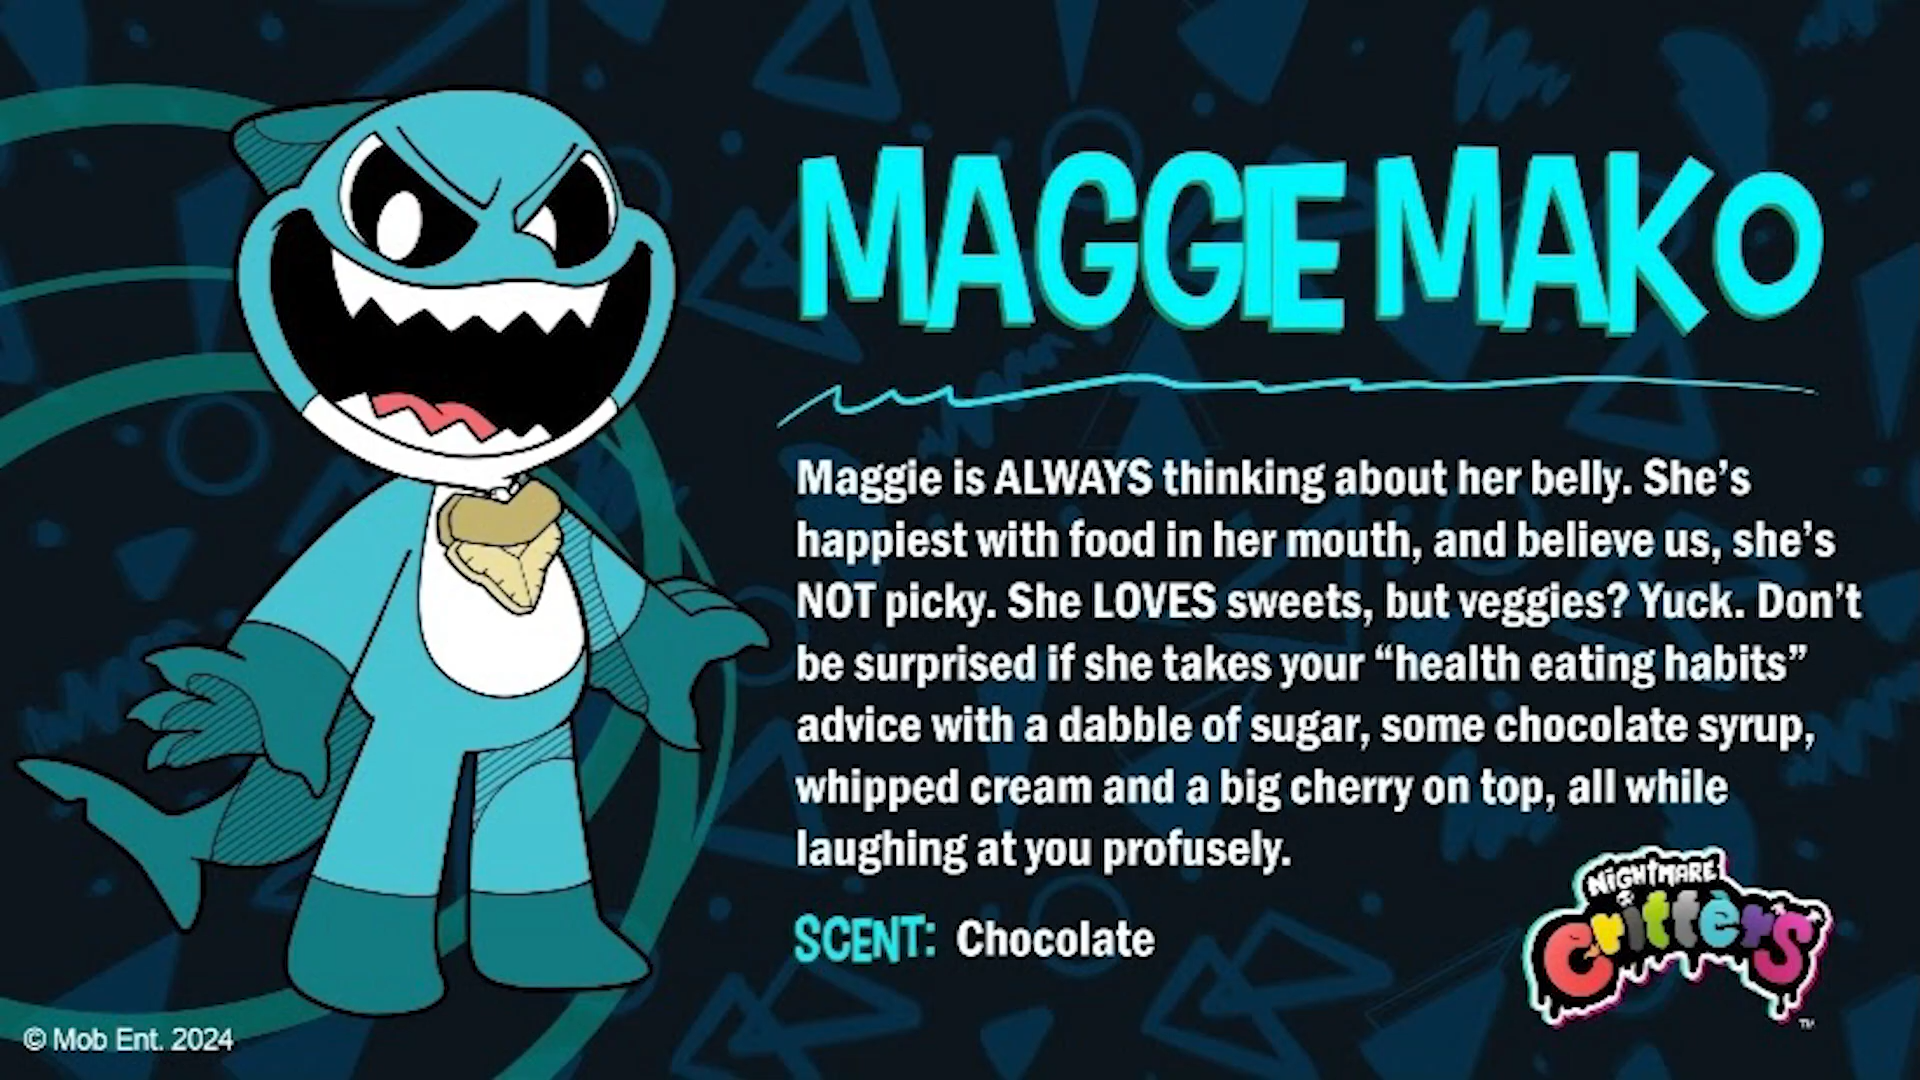 MAGGIE MAKO
Maggie is ALWAYS thinking about her belly. She’s
happiest with food in her mouth, and believe us, she’s
NOT picky. She LOVES sweets, but veggies? Yuck. Don’t
be surprised if she takes your “health eating habits”
advice with a dabble of sugar, some chocolate syrup,
whipped cream and a big cherry on top, all while
laughing at you profusely.
SCENT: Chocolate
NIGHTMARE
Critters
TM
© Mob Ent. 2024